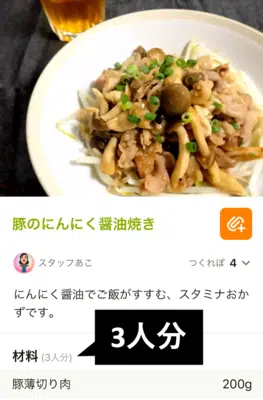 豚のにんにく醤油焼き
スタッフあこ
つくれぽ 4
にんにく醤油でご飯がすすむ、スタミナおか
ずです。
3人分
材料 (3人分)
豚薄切り肉 200g